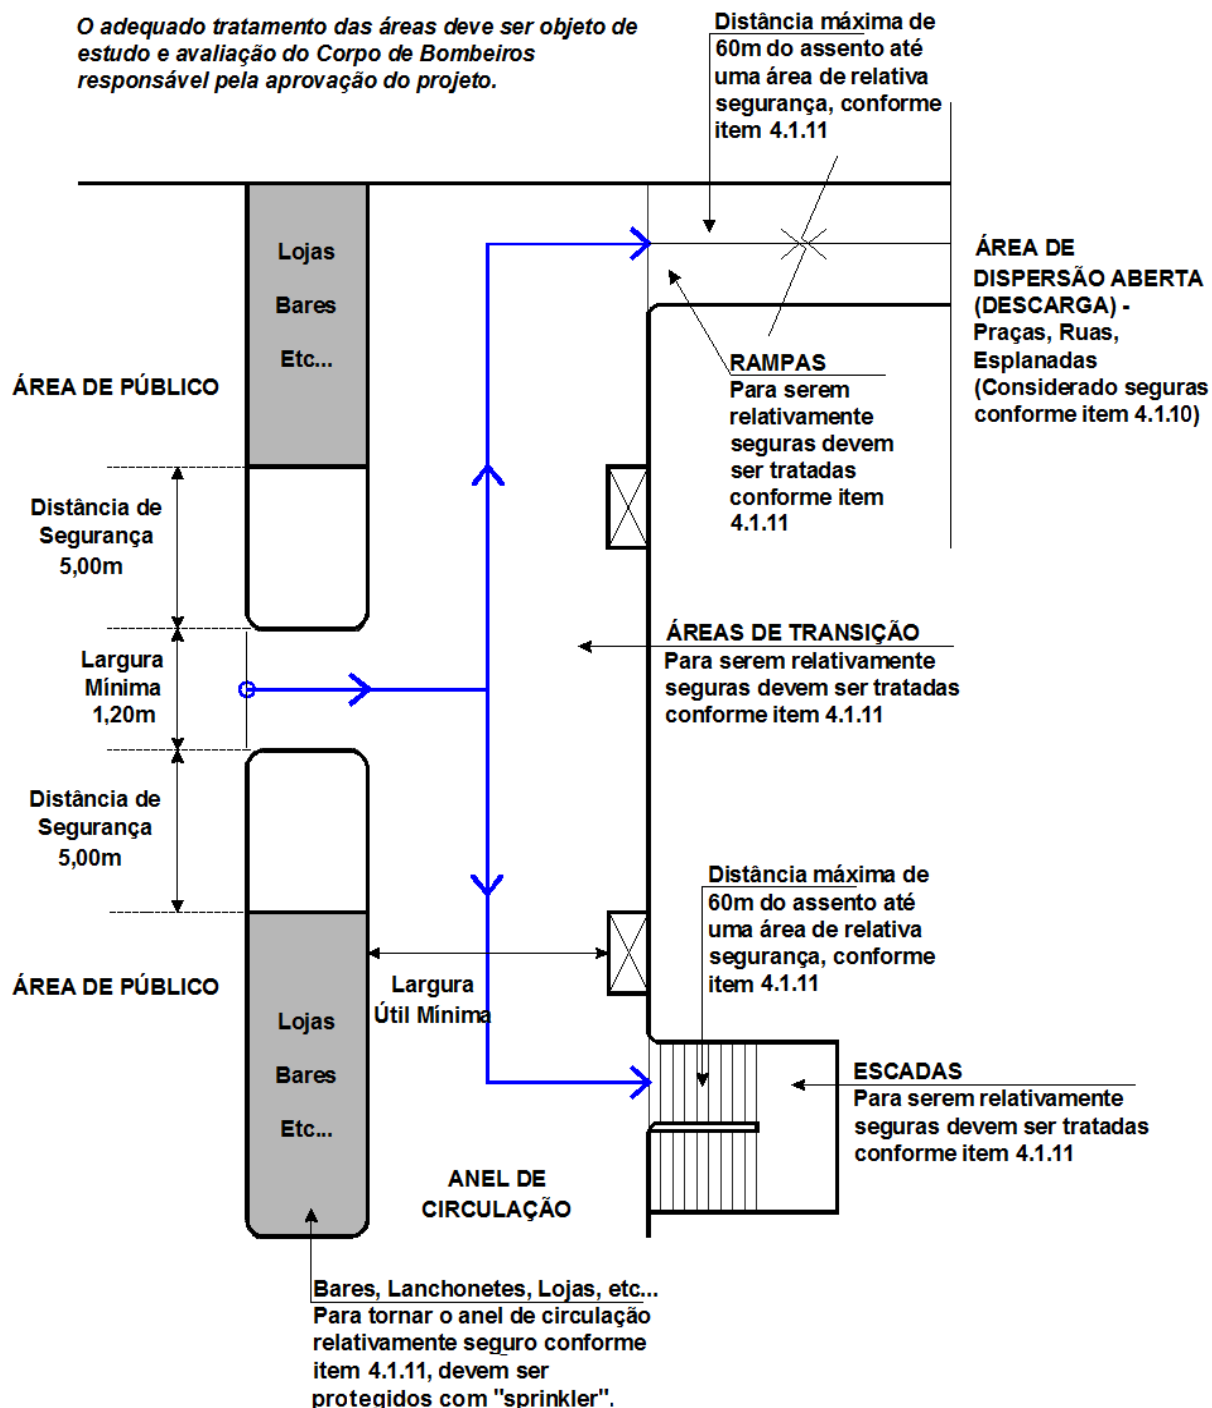 O adequado tratamento das áreas deve ser objeto de
estudo e avaliação do Corpo de Bombeiros
responsável pela aprovação do projeto.
Distância máxima de
60m do assento até
uma área de relativa
segurança, conforme
item 4.1.11
Lojas
Bares
Etc...
ÁREA DE
DISPERSÃO ABERTA
(DESCARGA) -
Praças, Ruas,
Esplanadas
(Considerado seguras
conforme item 4.1.10)
ÁREA DE PÚBLICO
RAMPAS
Para serem
relativamente
seguras devem
ser tratadas
conforme item
4.1.11
Distância de
Segurança
5,00m
Largura
Mínima
1,20m
ÁREAS DE TRANSIÇÃO
Para serem relativamente
seguras devem ser tratadas
conforme item 4.1.11
Distância de
Segurança
5,00m
Distância máxima de
60m do assento até
uma área de relativa
segurança, conforme
item 4.1.11
ÁREA DE PÚBLICO
Largura
Útil Mínima
Lojas
Bares
Etc...
ESCADAS
Para serem relativamente
seguras devem ser tratadas
conforme item 4.1.11
ANEL DE
CIRCULAÇÃO
Bares, Lanchonetes, Lojas, etc...
Para tornar o anel de circulação
relativamente seguro conforme
item 4.1.11, devem ser
protegidos com "sprinkler".